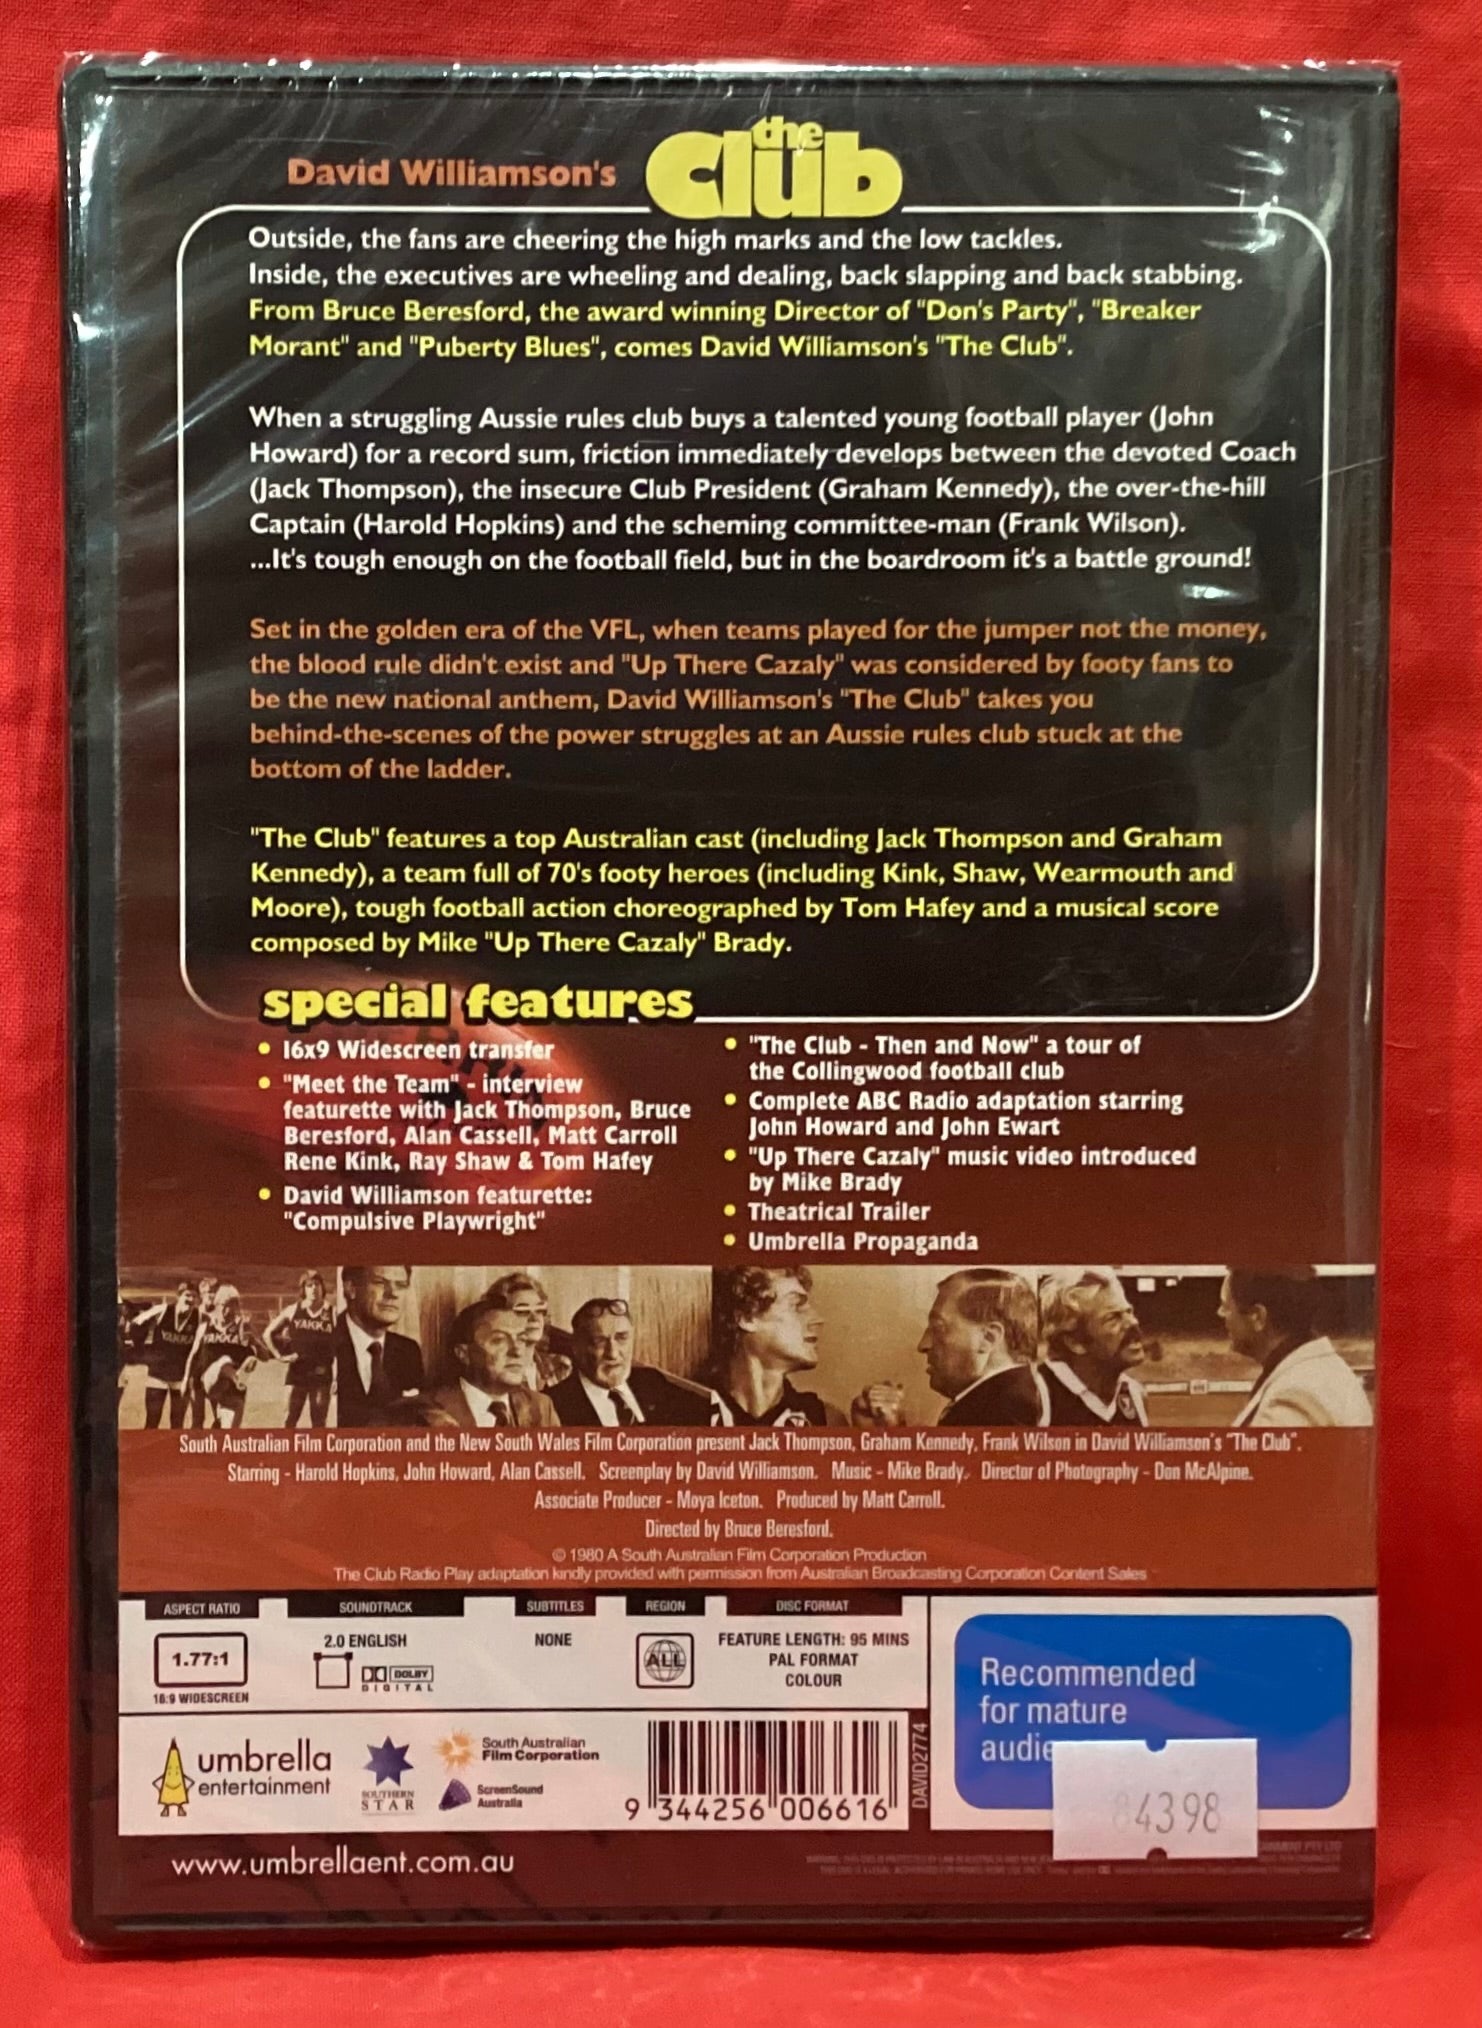 David Williamson's the Club
Outside, the fans are cheering the high marks and the low tackles.
Inside, the executives are wheeling and dealing, back slapping and back stabbing.
From Bruce Beresford, the award winning Director of "Don's Party", "Breaker
Morant" and "Puberty Blues", comes David Williamson's "The Club".
When a struggling Aussie rules club buys a talented young football player (John
Howard) for a record sum, friction immediately develops between the devoted Coach
(Jack Thompson), the insecure Club President (Graham Kennedy), the over-the-hill
Captain (Harold Hopkins) and the scheming committee-man (Frank Wilson).
...It's tough enough on the football field, but in the boardroom it's a battle ground!
Set in the golden era of the VFL, when teams played for the jumper not the money,
the blood rule didn't exist and "Up There Cazaly" was considered by footy fans to
be the new national anthem, David Williamson's "The Club" takes you
behind-the-scenes of the power struggles at an Aussie rules club stuck at the
bottom of the ladder.
"The Club" features a top Australian cast (including Jack Thompson and Graham
Kennedy), a team full of 70's footy heroes (including Kink, Shaw, Wearmouth and
Moore), tough football action choreographed by Tom Hafey and a musical score
composed by Mike "Up There Cazaly" Brady.
special features
• 16x9 Widescreen transfer
• "Meet the Team" - interview
featurette with Jack Thompson, Bruce
Beresford, Alan Cassell, Matt Carroll
Rene Kink, Ray Shaw & Tom Hafey
• David Williamson featurette:
"Compulsive Playwright"
• "The Club - Then and Now" a tour of
the Collingwood football club
• Complete ABC Radio adaptation starring
John Howard and John Ewart
• "Up There Cazaly" music video introduced
by Mike Brady
• Theatrical Trailer
• Umbrella Propaganda
YAKKA YAKKA YAKKA
South Australian Film Corporation and the New South Wales Film Corporation present Jack Thompson, Graham Kennedy, Frank Wilson in David Williamson's "The Club".
Starring - Harold Hopkins, John Howard, Alan Cassell. Screenplay by David Williamson. Music - Mike Brady. Director of Photography - Don McAlpine.
Associate Producer - Moya Iceton. Produced by Matt Carroll.
Directed by Bruce Beresford.
© 1980 A South Australian Film Corporation Production
The Club Radio Play adaptation kindly provided with permission from Australian Broadcasting Corporation Content Sales
ASPECT RATIO
1.77:1
16:9 WIDESCREEN
SOUNDTRACK
2.0 ENGLISH
DOLBY
DIGITAL
SUBTITLES
NONE
REGION
ALL
DISC FORMAT
FEATURE LENGTH: 95 MINS
PAL FORMAT
COLOUR
Recommended
for mature
audie
84398
umbrella
entertainment
SOUTHERN
STAR
South Australian
Film Corporation
ScreenSound
Australia
9 344256 006616
DAVID2774
www.umbrellaent.com.au